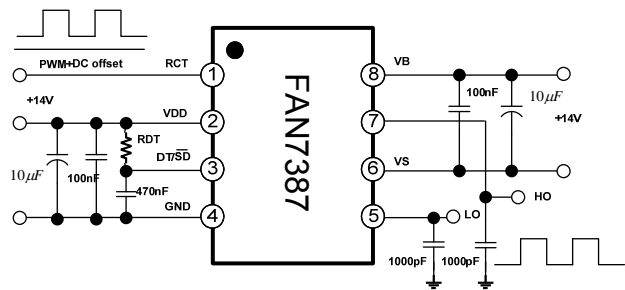 PWM+DC offset
RCT
1
+14V
VDD
2
RDT
DT/SD
3
10μF
100nF
470nF
GND
4
FAN7387
VB
8
100nF
10μF
+14V
7
VS
6
HO
LO
5
1000pF
1000pF